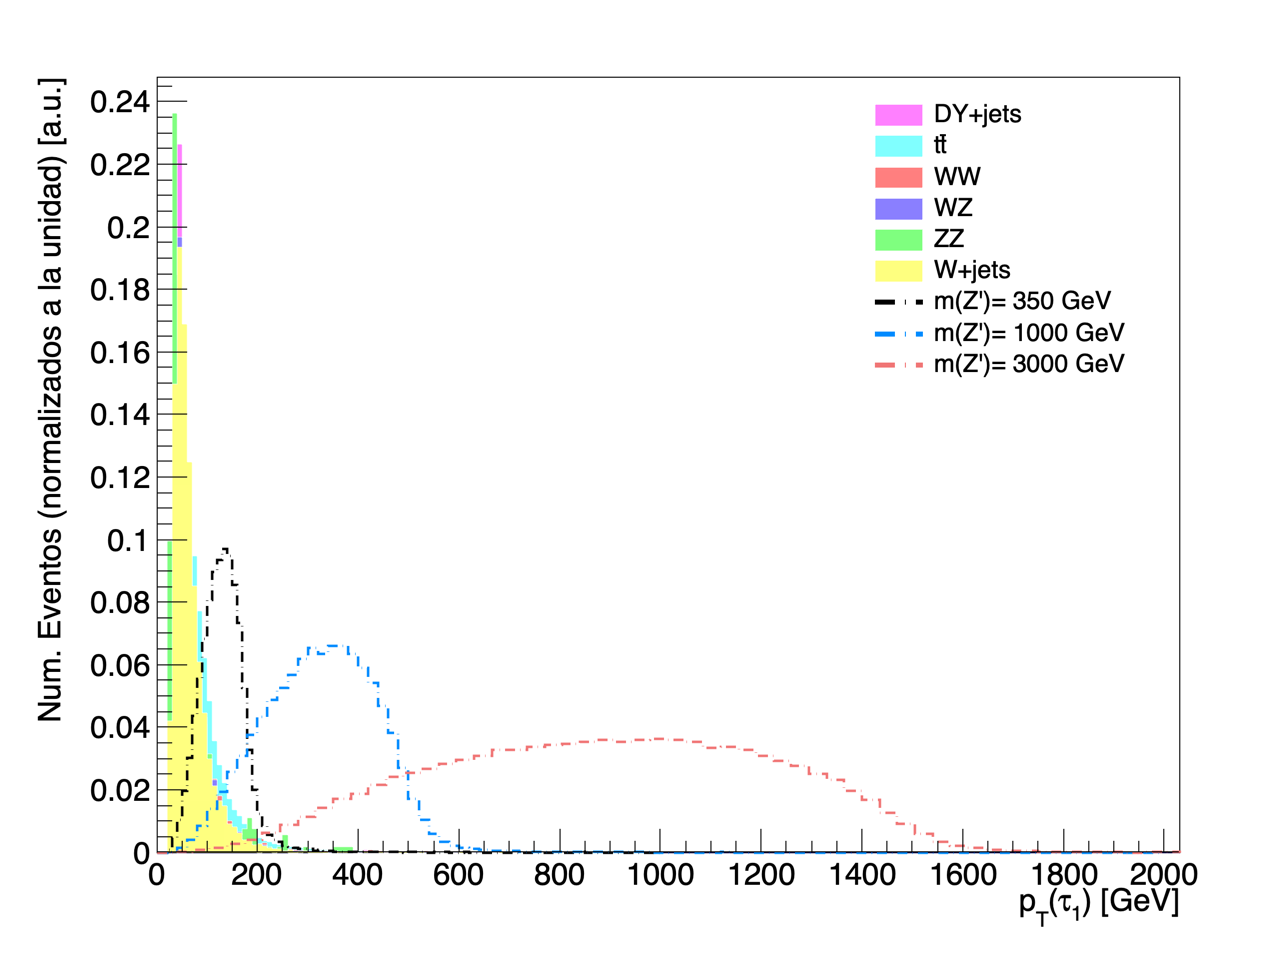 Num. Eventos (normalizados a la unidad) [a.u.]
0.24
0.22
0.2
0.18
0.16
0.14
0.12
0.1
0.08
0.06
0.04
0.02
0
DY+jets
tt̄
WW
WZ
ZZ
W+jets
m(Z')= 350 GeV
m(Z')= 1000 GeV
m(Z')= 3000 GeV
0 200 400 600 800 1000 1200 1400 1600 1800 2000
p_T(τ_1) [GeV]